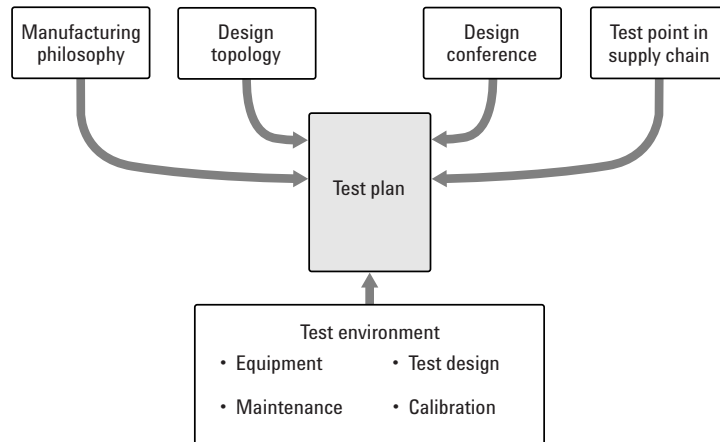 Manufacturing
philosophy
Design
topology
Design
conference
Test point in
supply chain
Test plan
Test environment
• Equipment
• Test design
• Maintenance
• Calibration